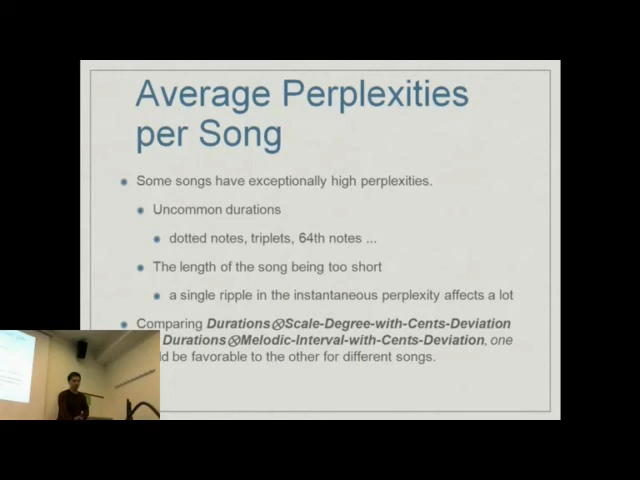 Average Perplexities
per Song
Some songs have exceptionally high perplexities.
Uncommon durations
dotted notes, triplets, 64th notes ...
The length of the song being too short
a single ripple in the instantaneous perplexity affects a lot
Comparing Durations⊗Scale-Degree-with-Cents-Deviation
Durations⊗Melodic-Interval-with-Cents-Deviation, one
be favorable to the other for different songs.